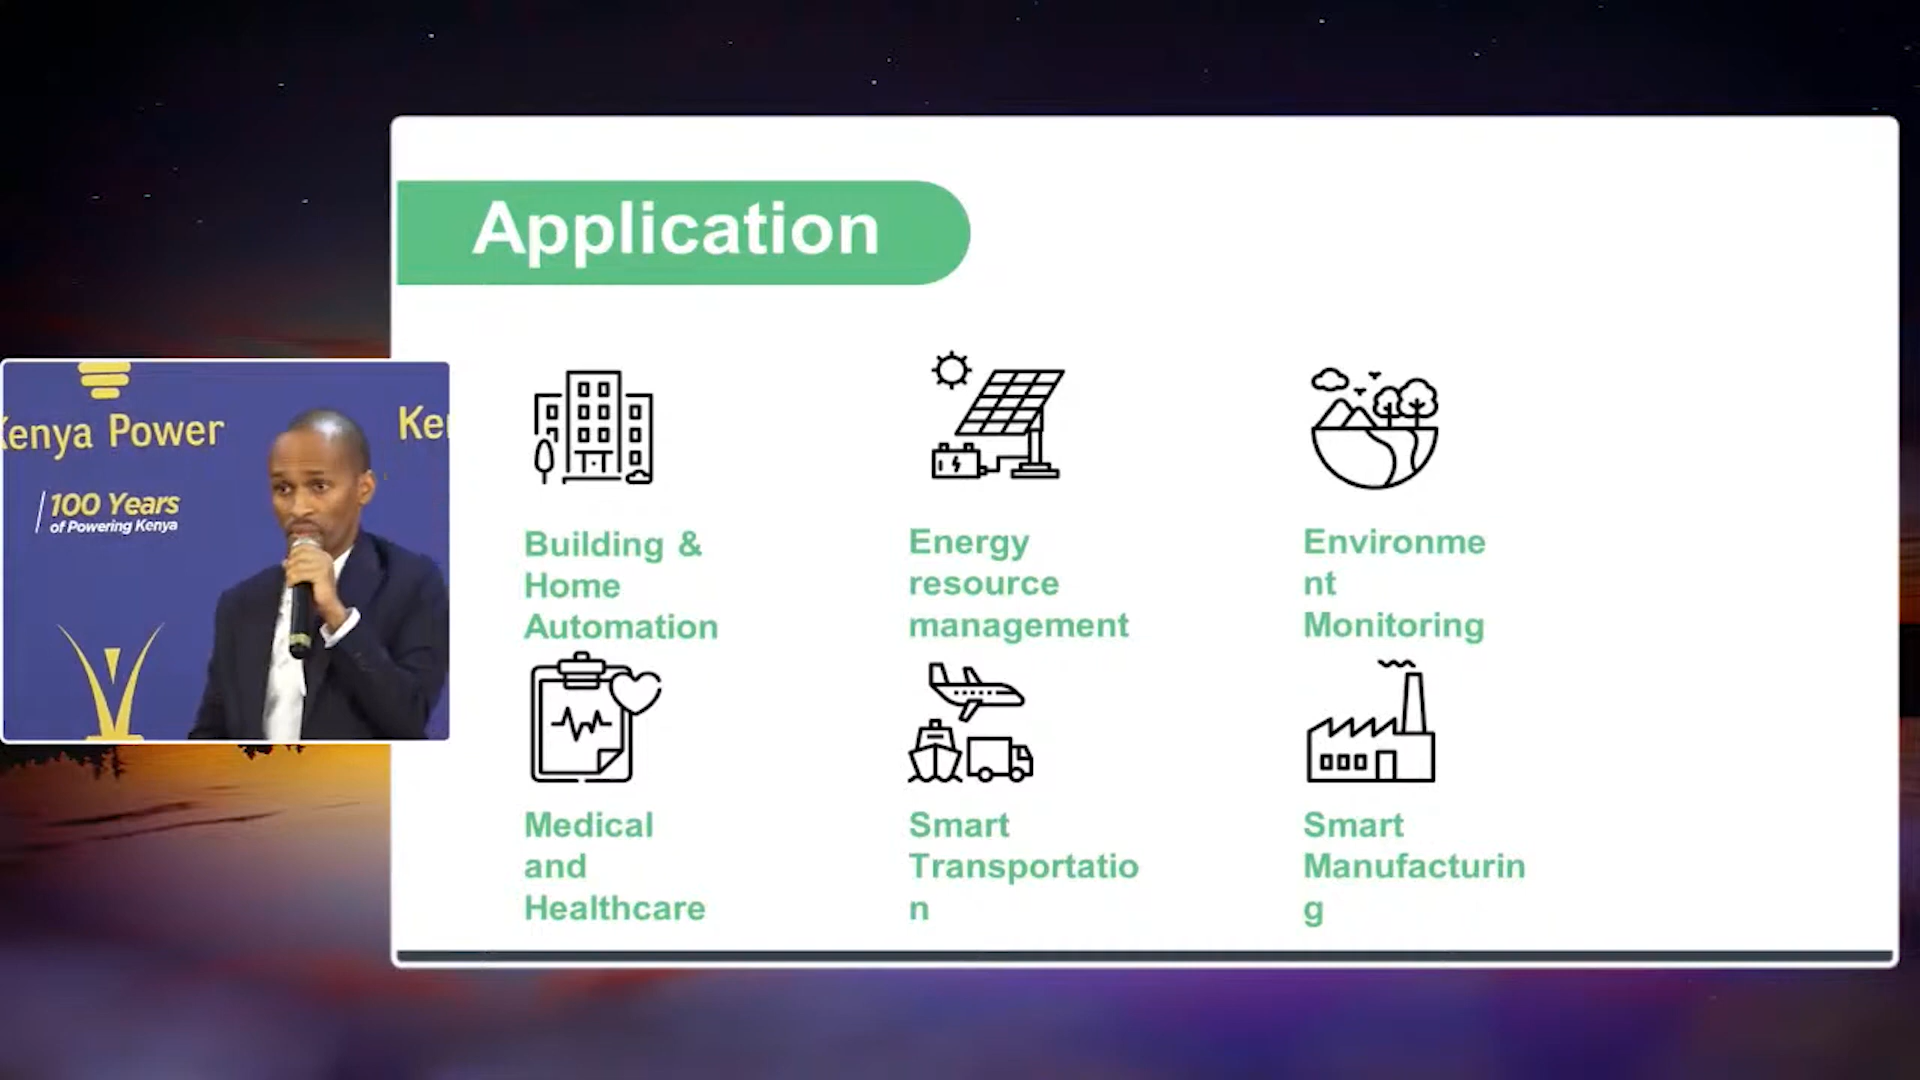 Application
Kenya Power
Ken
100 Years
of Powering Kenya
Building &
Home
Automation
Energy
resource
management
Environme
nt
Monitoring
Medical
and
Healthcare
Smart
Transportatio
n
Smart
Manufacturin
g